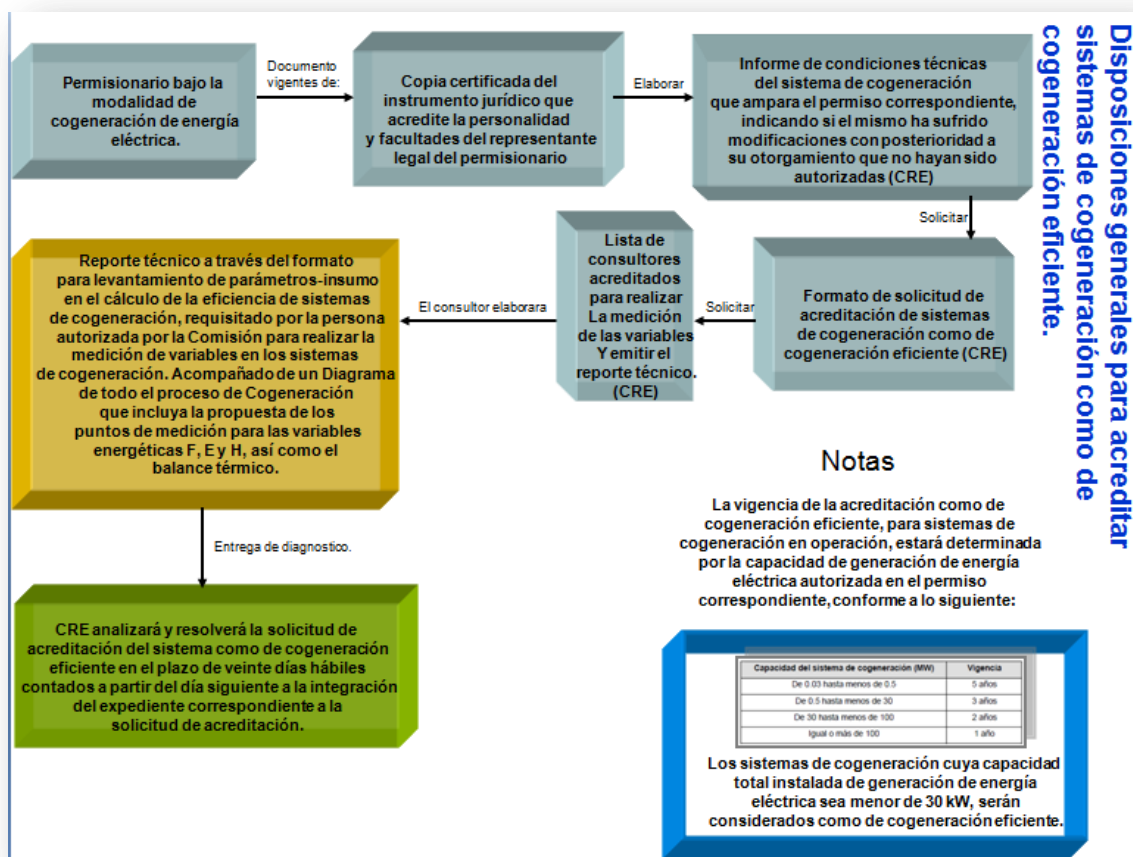 Disposiciones generales para acreditar
sistemas de cogeneración como de
cogeneración eficiente.
Permisionario bajo la
modalidad de
cogeneración de energía
eléctrica.
Documento
vigentes de:
Copia certificada del
instrumento jurídico que
acredite la personalidad
y facultades del representante
legal del permisionario
Elaborar
Informe de condiciones técnicas
del sistema de cogeneración
que ampara el permiso correspondiente,
indicando si el mismo ha sufrido
modificaciones con posterioridad a
su otorgamiento que no hayan sido
autorizadas (CRE)
Solicitar
Formato de solicitud de
acreditación de sistemas
de cogeneración como de
cogeneración eficiente (CRE)
Solicitar
Lista de
consultores
acreditados
para realizar
La medición
de las variables
Y emitir el
reporte técnico.
(CRE)
El consultor elaborara
Reporte técnico a través del formato
para levantamiento de parámetros-insumo
en el cálculo de la eficiencia de sistemas
de cogeneración, requisitado por la persona
autorizada por la Comisión para realizar la
medición de variables en los sistemas
de cogeneración. Acompañado de un Diagrama
de todo el proceso de Cogeneración
que incluya la propuesta de los
puntos de medición para las variables
energéticas F, E y H, así como el
balance térmico.
Entrega de diagnostico.
CRE analizará y resolverá la solicitud de
acreditación del sistema como de cogeneración
eficiente en el plazo de veinte días hábiles
contados a partir del día siguiente a la integración
del expediente correspondiente a la
solicitud de acreditación.
Notas
La vigencia de la acreditación como de
cogeneración eficiente, para sistemas de
cogeneración en operación, estará determinada
por la capacidad de generación de energía
eléctrica autorizada en el permiso
correspondiente, conforme a lo siguiente:
Capacidad del sistema de cogeneración (MW) Vigencia
De 0.03 hasta menos de 0.5 5 años
De 0.5 hasta menos de 30 3 años
De 30 hasta menos de 100 2 años
Igual o más de 100 1 año
Los sistemas de cogeneración cuya capacidad
total instalada de generación de energía
eléctrica sea menor de 30 kW, serán
considerados como de cogeneración eficiente.